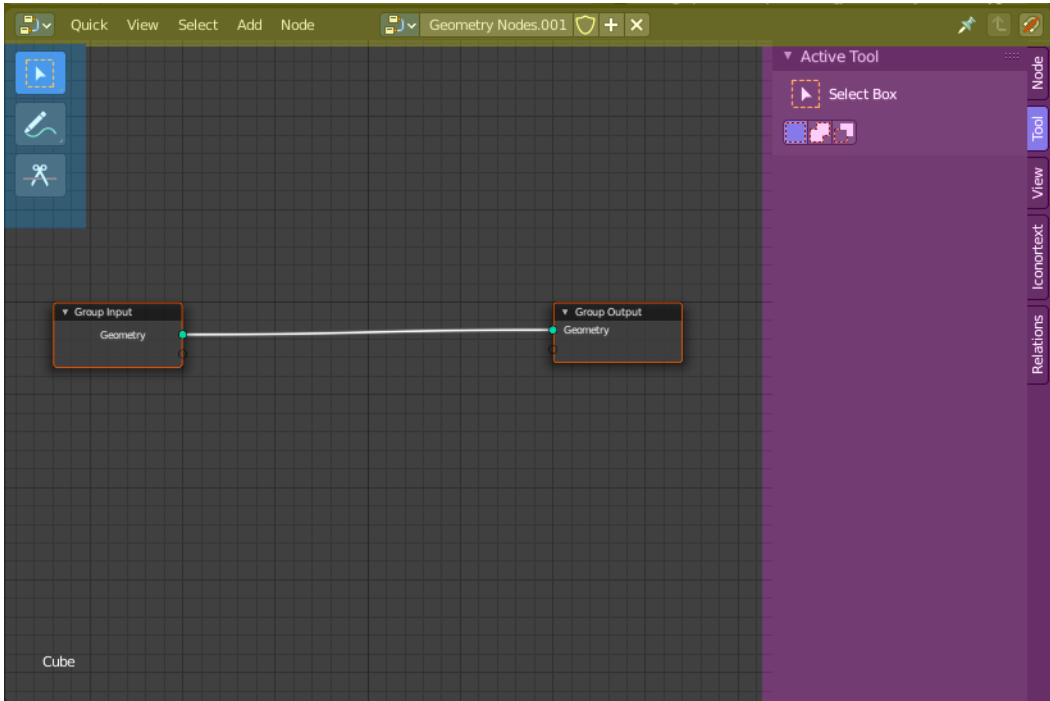 Quick View Select Add Node Geometry Nodes.001
Active Tool
Select Box
Node
Tool
View
Iconortext
Relations
Group Input
Geometry
Group Output
Geometry
Cube